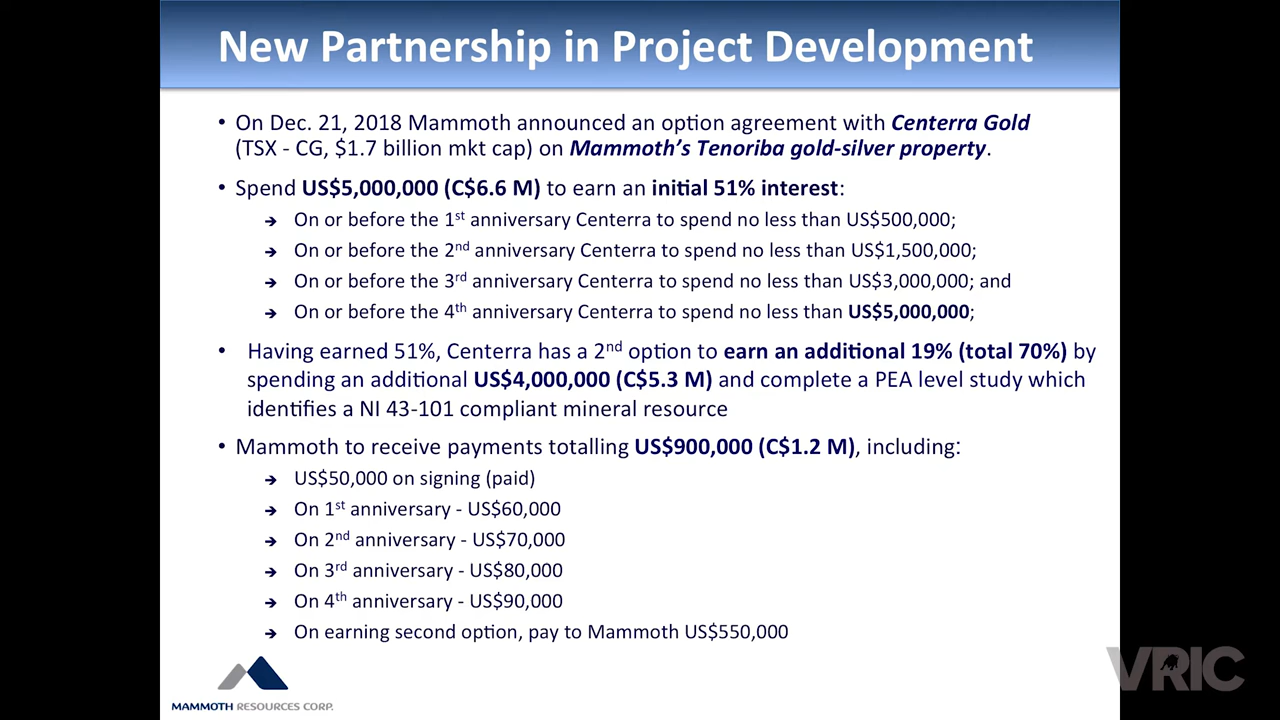 New Partnership in Project Development
• On Dec. 21, 2018 Mammoth announced an option agreement with Centerra Gold
(TSX - CG, $1.7 billion mkt cap) on Mammoth's Tenoriba gold-silver property.
• Spend US$5,000,000 (C$6.6 M) to earn an initial 51% interest:
➔ On or before the 1st anniversary Centerra to spend no less than US$500,000;
➔ On or before the 2nd anniversary Centerra to spend no less than US$1,500,000;
➔ On or before the 3rd anniversary Centerra to spend no less than US$3,000,000; and
➔ On or before the 4th anniversary Centerra to spend no less than US$5,000,000;
• Having earned 51%, Centerra has a 2nd option to earn an additional 19% (total 70%) by
spending an additional US$4,000,000 (C$5.3 M) and complete a PEA level study which
identifies a NI 43-101 compliant mineral resource
• Mammoth to receive payments totalling US$900,000 (C$1.2 M), including:
➔ US$50,000 on signing (paid)
➔ On 1st anniversary - US$60,000
➔ On 2nd anniversary - US$70,000
➔ On 3rd anniversary - US$80,000
➔ On 4th anniversary - US$90,000
➔ On earning second option, pay to Mammoth US$550,000
MAMMOTH RESOURCES CORP.
VRIC